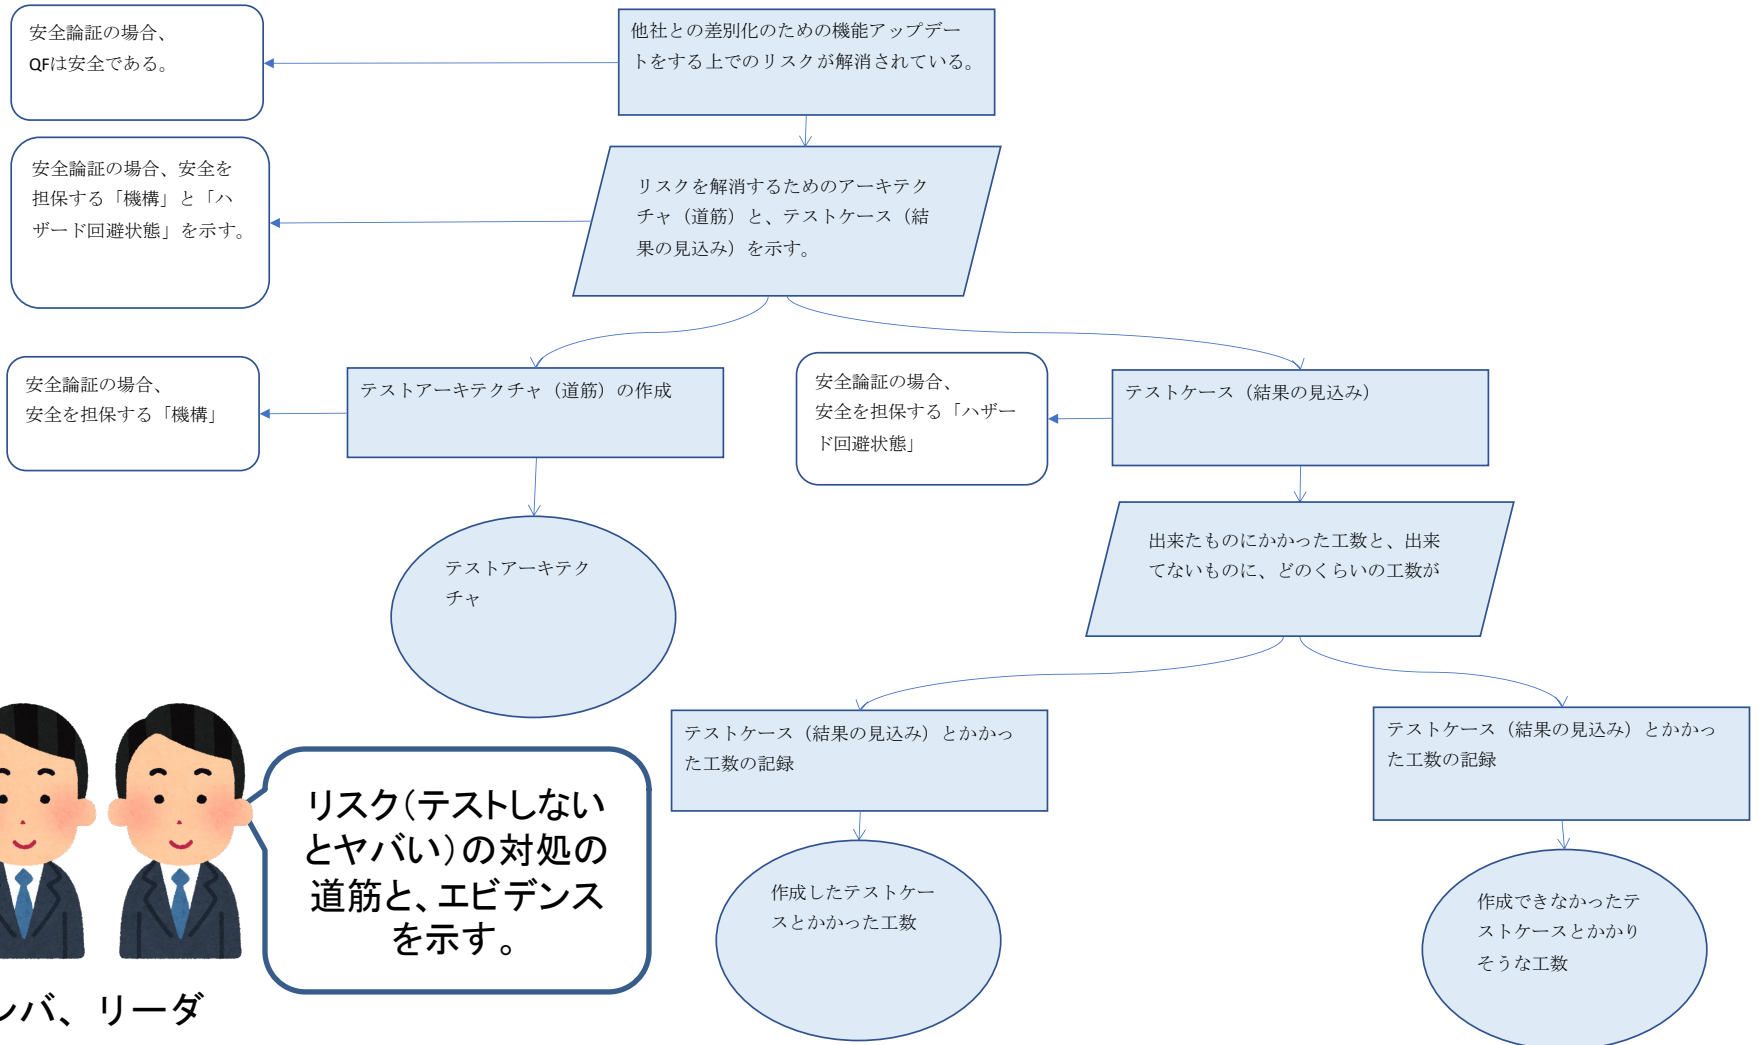 安全論証の場合、
QFは安全である。
他社との差別化のための機能アップデー
トをする上でのリスクが解消されている。
安全論証の場合、安全を
担保する「機構」と「ハ
ザード回避状態」を示す。
リスクを解消するためのアーキテク
チャ（道筋）と、テストケース（結
果の見込み）を示す。
安全論証の場合、
安全を担保する「機構」
テストアーキテクチャ（道筋）の作成
安全論証の場合、
安全を担保する「ハザー
ド回避状態」
テストケース（結果の見込み）
テストアーキテク
チャ
出来たものにかかった工数と、出来
てないものに、どのくらいの工数が
テストケース（結果の見込み）とかかっ
た工数の記録
テストケース（結果の見込み）とかかっ
た工数の記録
リスク（テストしない
とヤバい）の対処の
道筋と、エビデンス
を示す。
作成したテストケー
スとかかった工数
作成できなかったテ
ストケースとかかり
そうな工数
ンバ、リーダ